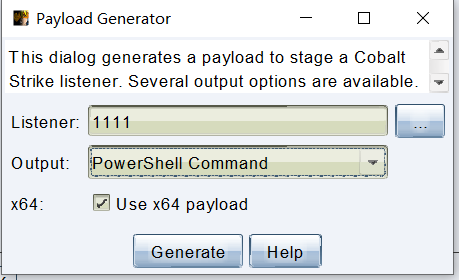 Payload Generator
This dialog generates a payload to stage a Cobalt
Strike listener. Several output options are available.
Listener: 1111 ...
Output: PowerShell Command
x64: Use x64 payload
Generate Help